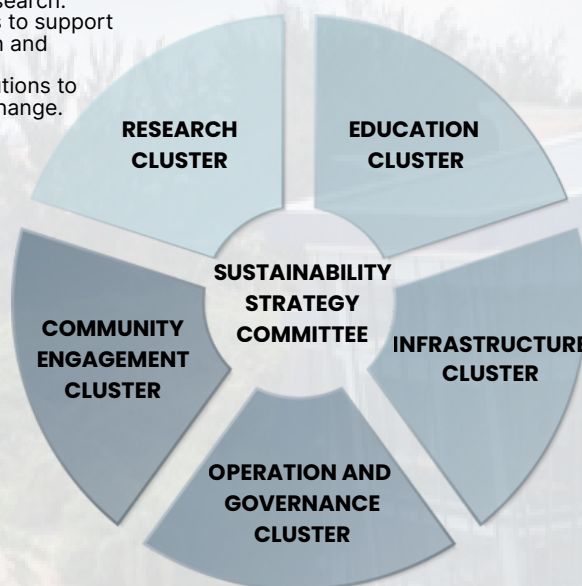 search.
s to support
n and
utions to
hange.
RESEARCH
CLUSTER
EDUCATION
CLUSTER
SUSTAINABILITY
STRATEGY
COMMITTEE
COMMUNITY
ENGAGEMENT
CLUSTER
INFRASTRUCTURE
CLUSTER
OPERATION AND
GOVERNANCE
CLUSTER